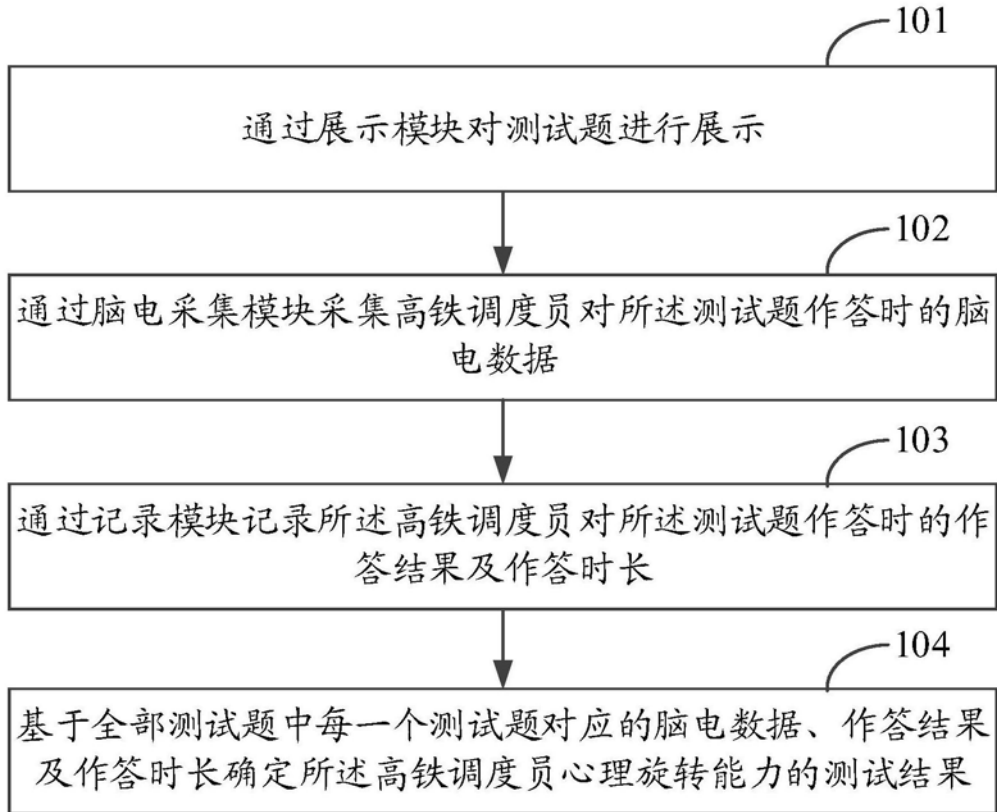 101
通过展示模块对测试题进行展示
102
通过脑电采集模块采集高铁调度员对所述测试题作答时的脑
电数据
103
通过记录模块记录所述高铁调度员对所述测试题作答时的作
答结果及作答时长
104
基于全部测试题中每一个测试题对应的脑电数据、作答结果
及作答时长确定所述高铁调度员心理旋转能力的测试结果